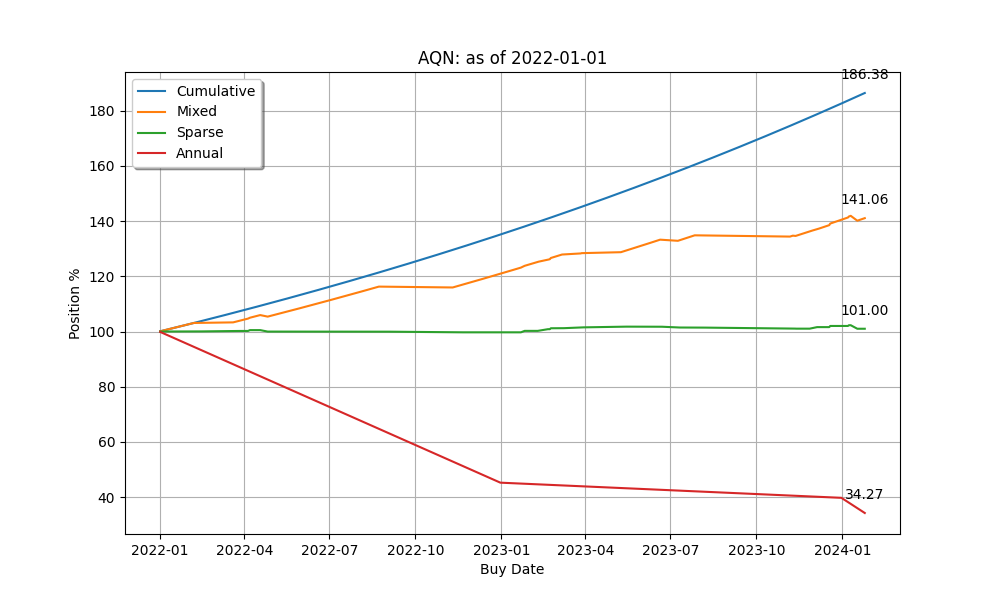 AQN: as of 2022-01-01
186.38
Cumulative
Mixed
Sparse
Annual
180
160
141.06
140
120
101.00
100
80
60
40
34.27
Position %
2022-01 2022-04 2022-07 2022-10 2023-01 2023-04 2023-07 2023-10 2024-01
Buy Date